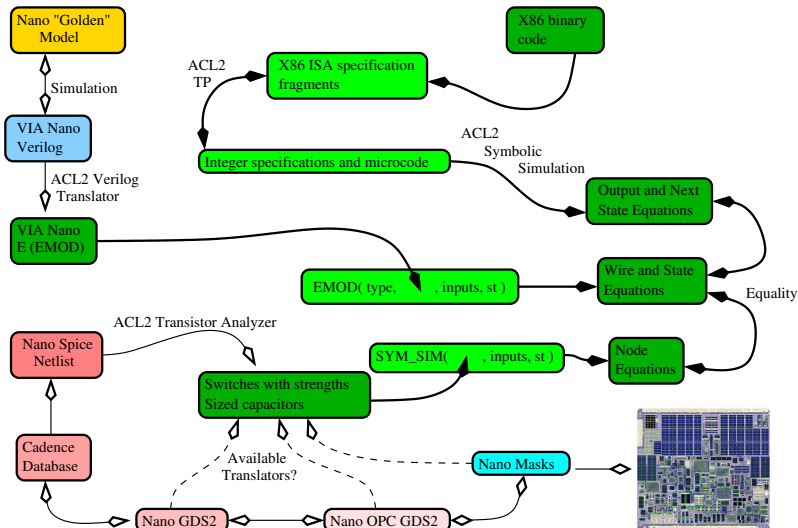 Nano "Golden"
Model
X86 binary
code
ACL2
TP
X86 ISA specification
fragments
Simulation
VIA Nano
Verilog
ACL2
Symbolic
Simulation
Integer specifications and microcode
ACL2 Verilog
Translator
Output and Next
State Equations
VIA Nano
E (EMOD)
EMOD( type, , inputs, st )
Wire and State
Equations
Equality
ACL2 Transistor Analyzer
Nano Spice
Netlist
SYM_SIM( , inputs, st )
Node
Equations
Switches with strengths
Sized capacitors
Cadence
Database
Available
Translators?
Nano Masks
Nano GDS2
Nano OPC GDS2